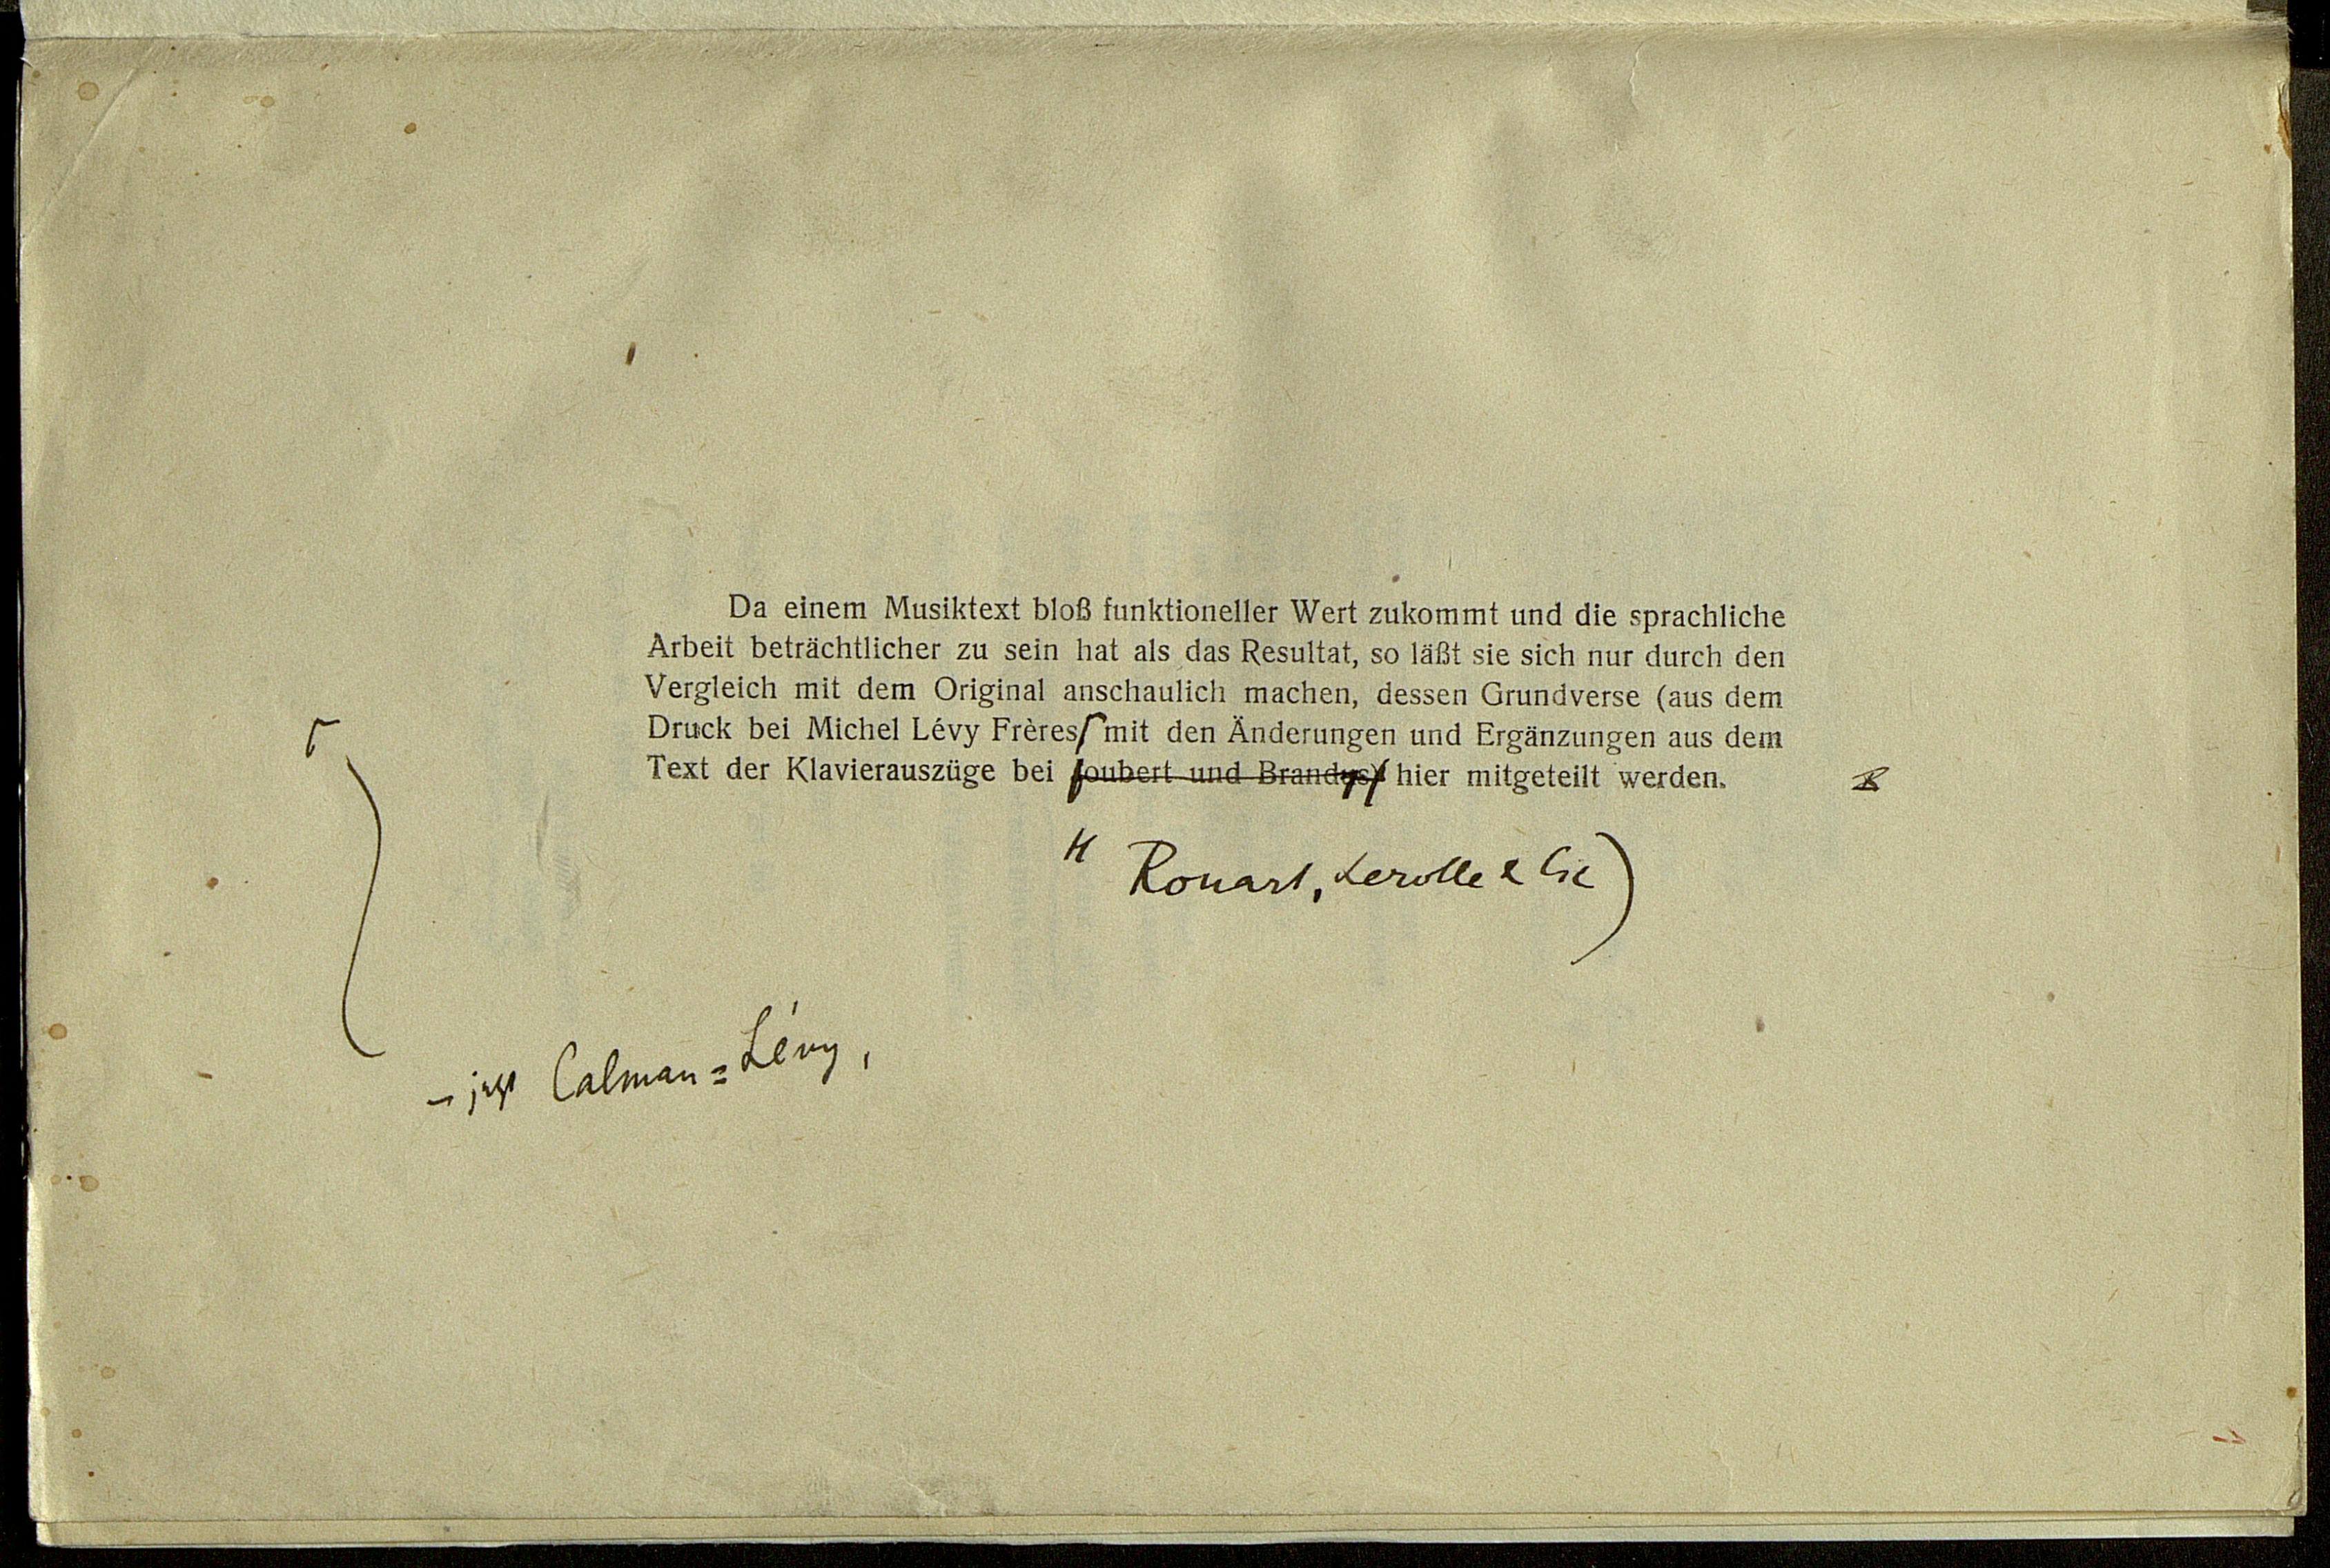 Da einem Musiktext bloß funktioneller Wert zukommt und die sprachliche
Arbeit beträchtlicher zu sein hat als das Resultat, so läßt sie sich nur durch den
Vergleich mit dem Original anschaulich machen, dessen Grundverse (aus dem
Druck bei Michel Lévy Frères mit den Änderungen und Ergänzungen aus dem
Text der Klavierauszüge bei Joubert und Brandus) hier mitgeteilt werden.
Rouart, Lerolle & Cie)
– jetzt Calman=Lévy,